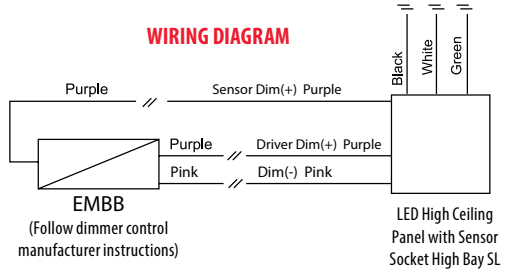 WIRING DIAGRAM
Black
White
Green
Purple
Sensor Dim(+) Purple
Purple
Driver Dim(+) Purple
Pink
Dim(-) Pink
EMBB
(Follow dimmer control
manufacturer instructions)
LED High Ceiling
Panel with Sensor
Socket High Bay SL